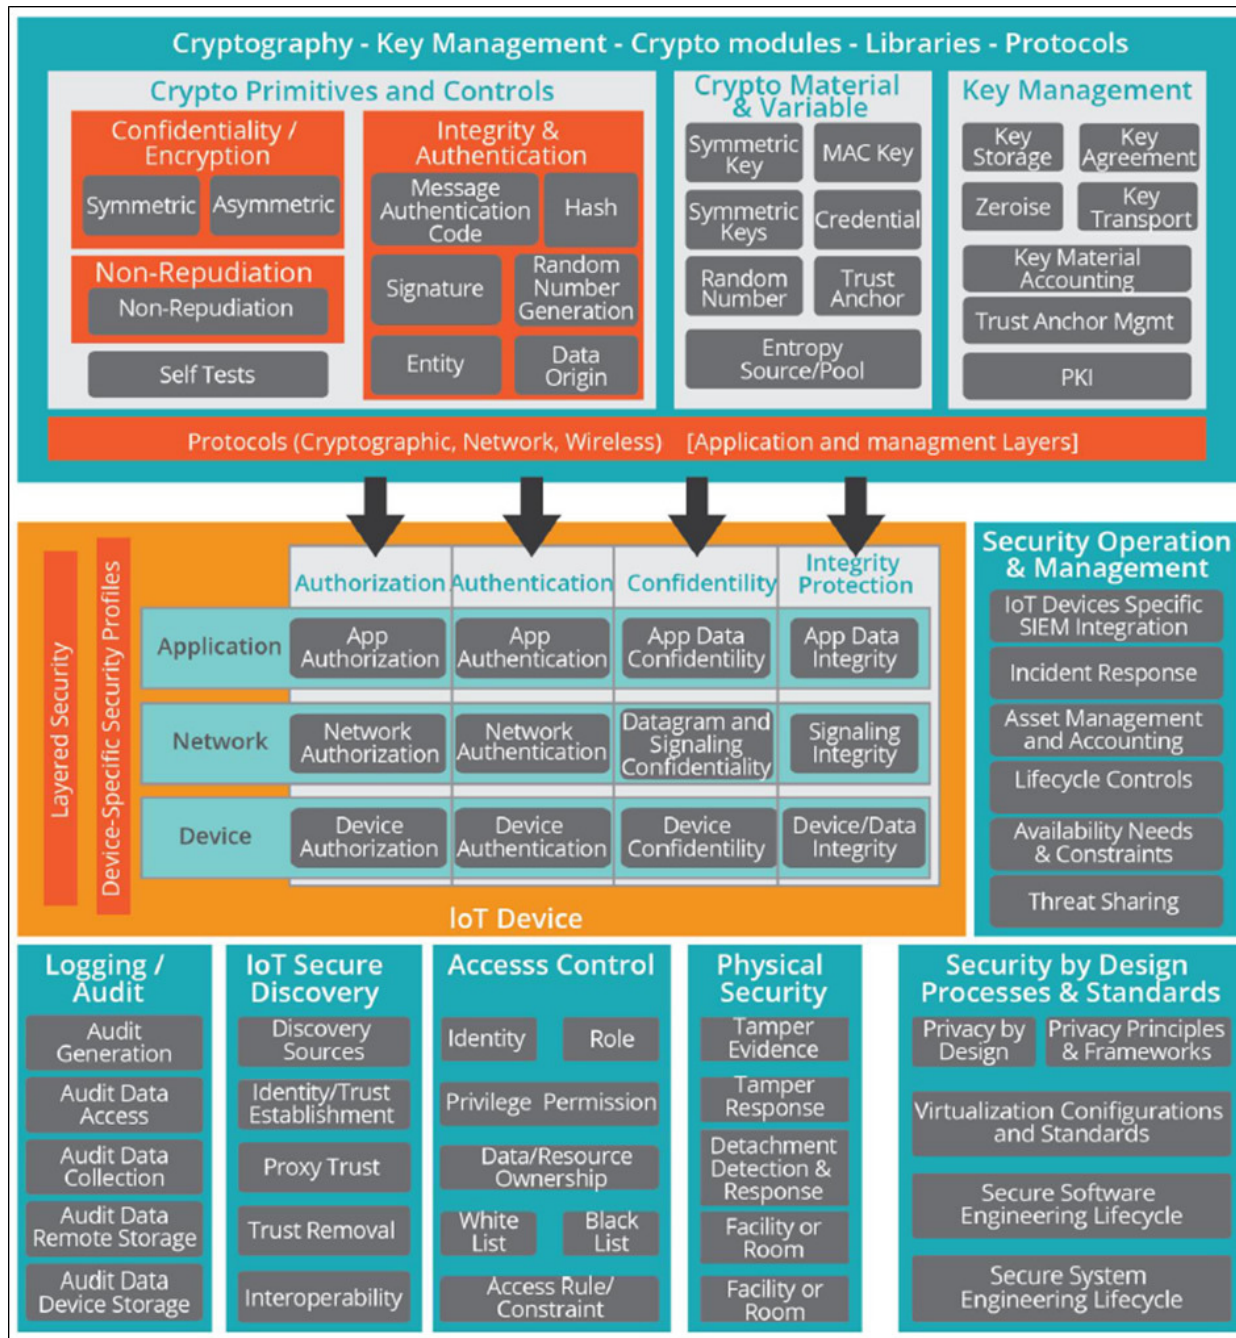 Cryptography - Key Management - Crypto modules - Libraries - Protocols
Crypto Primitives and Controls
Confidentiality /
Encryption
Symmetric
Asymmetric
Non-Repudiation
Non-Repudiation
Self Tests
Integrity &
Authentication
Message
Authentication
Code
Hash
Signature
Random
Number
Generation
Entity
Data
Origin
Crypto Material
& Variable
Symmetric
Key
MAC Key
Symmetric
Keys
Credential
Random
Number
Trust
Anchor
Entropy
Source/Pool
Key Management
Key
Storage
Key
Agreement
Zeroise
Key
Transport
Key Material
Accounting
Trust Anchor Mgmt
PKI
Protocols (Cryptographic, Network, Wireless) [Application and managment Layers]
Layered Security
Device-Specific Security Profiles
Authorization
Authentication
Confidentility
Integrity
Protection
Application
App
Authorization
App
Authentication
App Data
Confidentility
App Data
Integrity
Network
Network
Authorization
Network
Authentication
Datagram and
Signaling
Confidentiality
Signaling
Integrity
Device
Device
Authorization
Device
Authentication
Device
Confidentility
Device/Data
Integrity
IoT Device
Security Operation
& Management
IoT Devices Specific
SIEM Integration
Incident Response
Asset Management
and Accounting
Lifecycle Controls
Availability Needs
& Constraints
Threat Sharing
Logging /
Audit
Audit
Generation
Audit Data
Access
Audit Data
Collection
Audit Data
Remote Storage
Audit Data
Device Storage
IoT Secure
Discovery
Discovery
Sources
Identity/Trust
Establishment
Proxy Trust
Trust Removal
Interoperability
Accesss Control
Identity
Role
Privilege Permission
Data/Resource
Ownership
White
List
Black
List
Access Rule/
Constraint
Physical
Security
Tamper
Evidence
Tamper
Response
Detachment
Detection &
Response
Facility or
Room
Facility or
Room
Security by Design
Processes & Standards
Privacy by
Design
Privacy Principles
& Frameworks
Virtualization Configurations
and Standards
Secure Software
Engineering Lifecycle
Secure System
Engineering Lifecycle